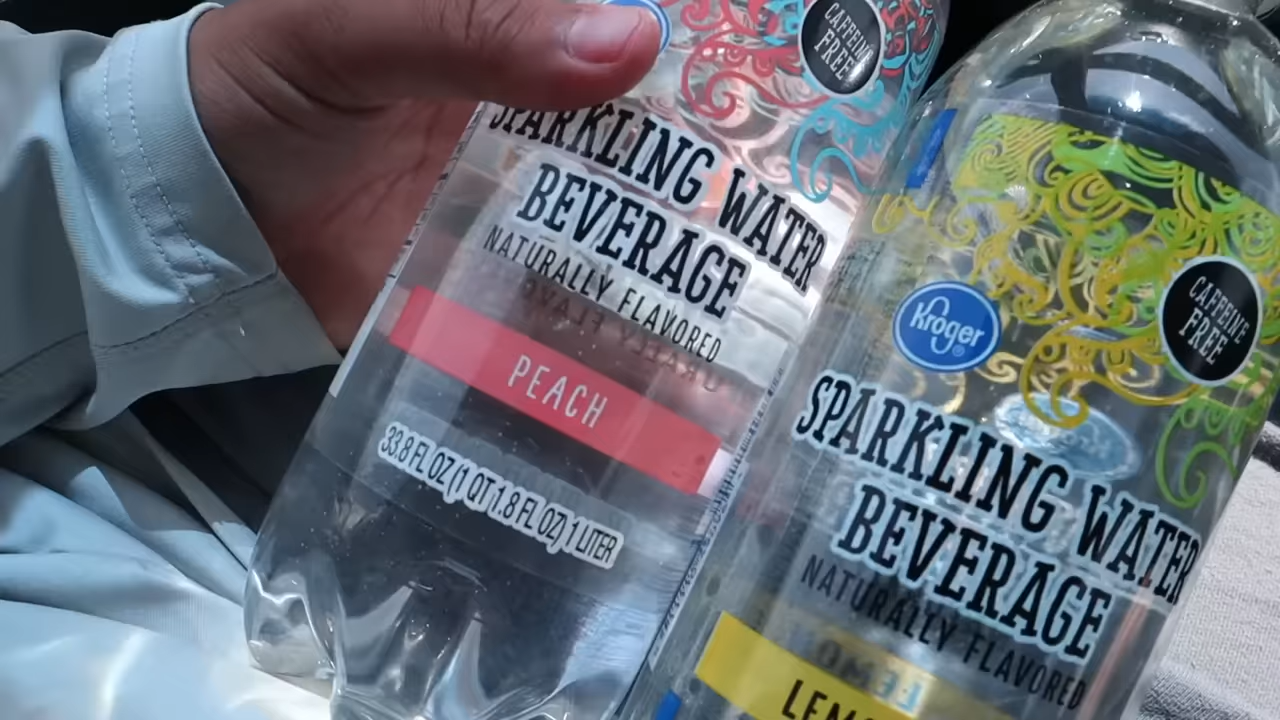 CAFFEINE
FREE
SPARKLING WATER
BEVERAGE
NATURALLY FLAVORED
PEACH
33.8 FL OZ (1 QT 1.8 FL OZ) 1 LITER
Kroger
CAFFEINE
FREE
SPARKLING WATER
BEVERAGE
NATURALLY FLAVORED